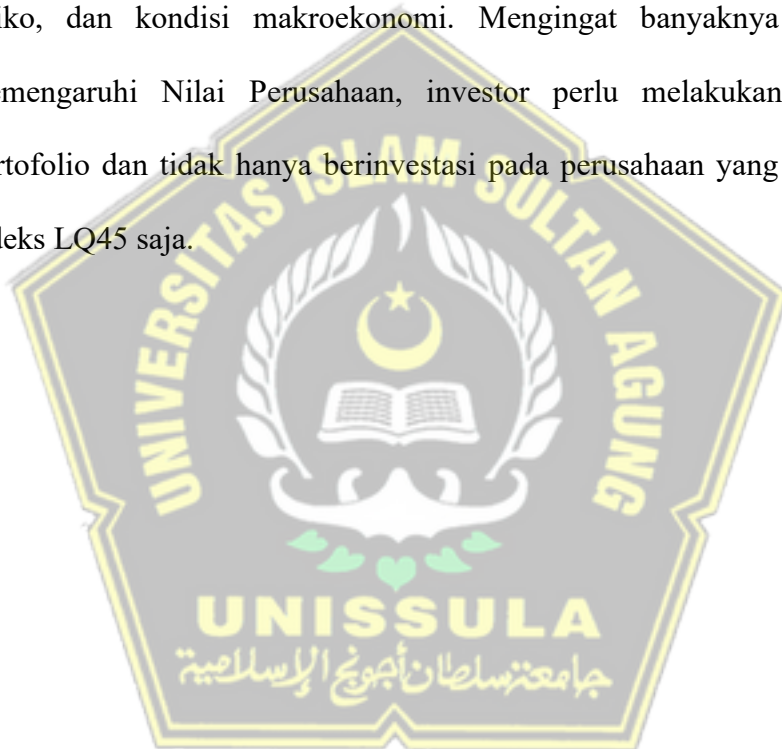 iko, dan kondisi makroekonomi. Mengingat banyaknya
emengaruhi Nilai Perusahaan, investor perlu melakukan
rtofolio dan tidak hanya berinvestasi pada perusahaan yang
deks LQ45 saja.
UNIVERSITAS ISLAM SULTAN AGUNG
UNISSULA
جامعة سلطان أجونج الإسلامية